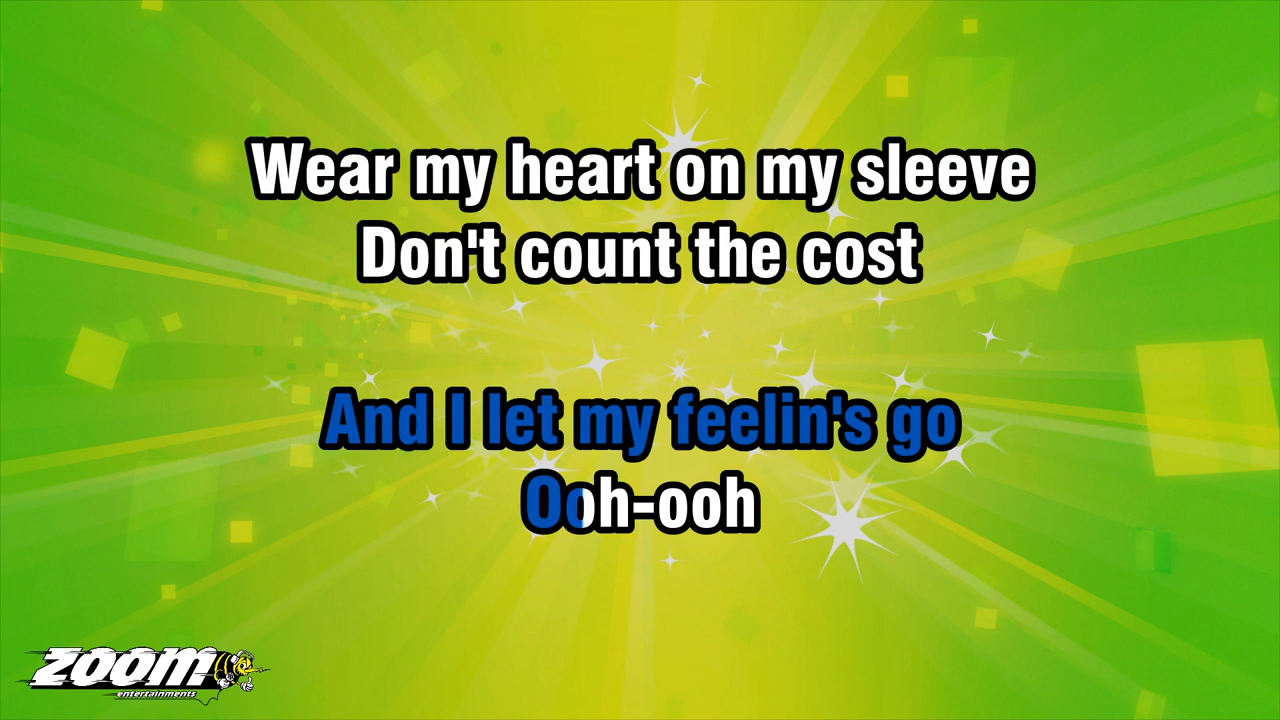 Wear my heart on my sleeve
Don't count the cost
And I let my feelin's go
Ooh-ooh
ZOOM
entertainments